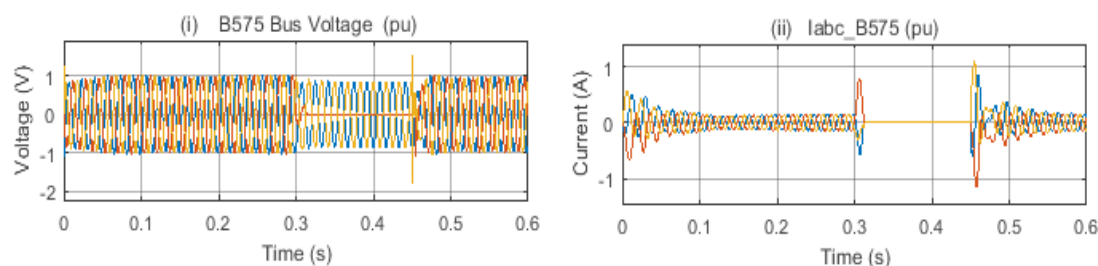 (i) B575 Bus Voltage (pu)
Voltage (V)
1
0
-1
-2
0 0.1 0.2 0.3 0.4 0.5 0.6
Time (s)
(ii) Iabc_B575 (pu)
Current (A)
1
0
-1
0 0.1 0.2 0.3 0.4 0.5 0.6
Time (s)